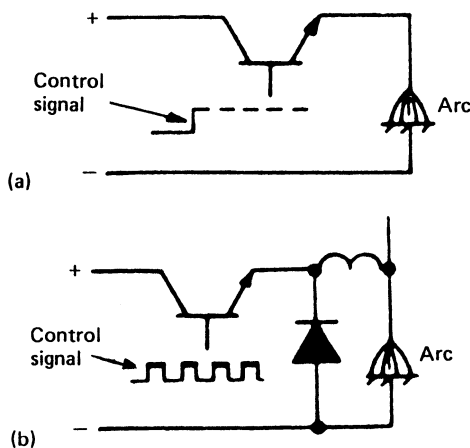 +
Control
signal
Arc
(a)
−
+
Control
signal
Arc
−
(b)